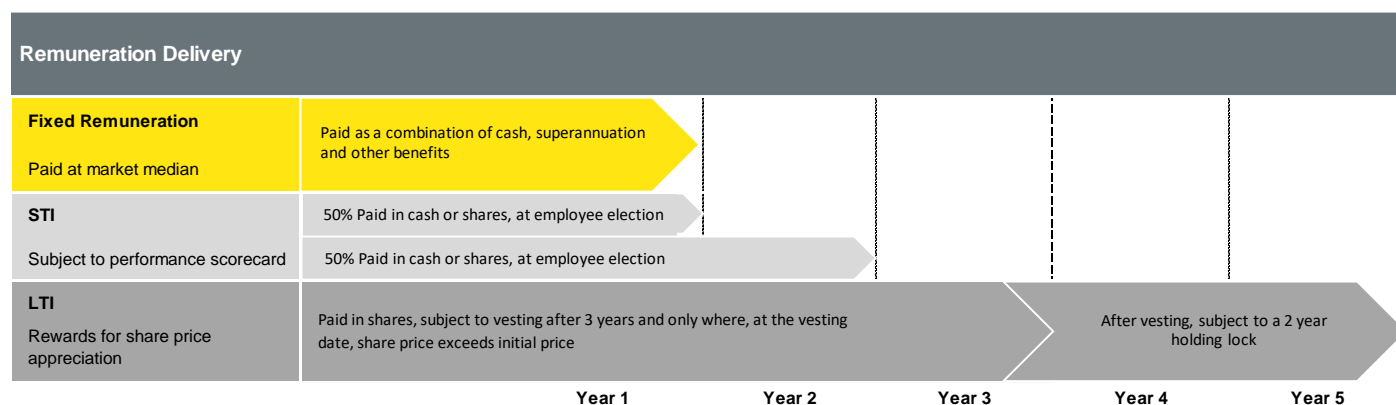 Remuneration Delivery
Fixed Remuneration
Paid at market median
Paid as a combination of cash, superannuation
and other benefits
STI
Subject to performance scorecard
50% Paid in cash or shares, at employee election
50% Paid in cash or shares, at employee election
LTI
Rewards for share price
appreciation
Paid in shares, subject to vesting after 3 years and only where, at the vesting
date, share price exceeds initial price
After vesting, subject to a 2 year
holding lock
Year 1
Year 2
Year 3
Year 4
Year 5